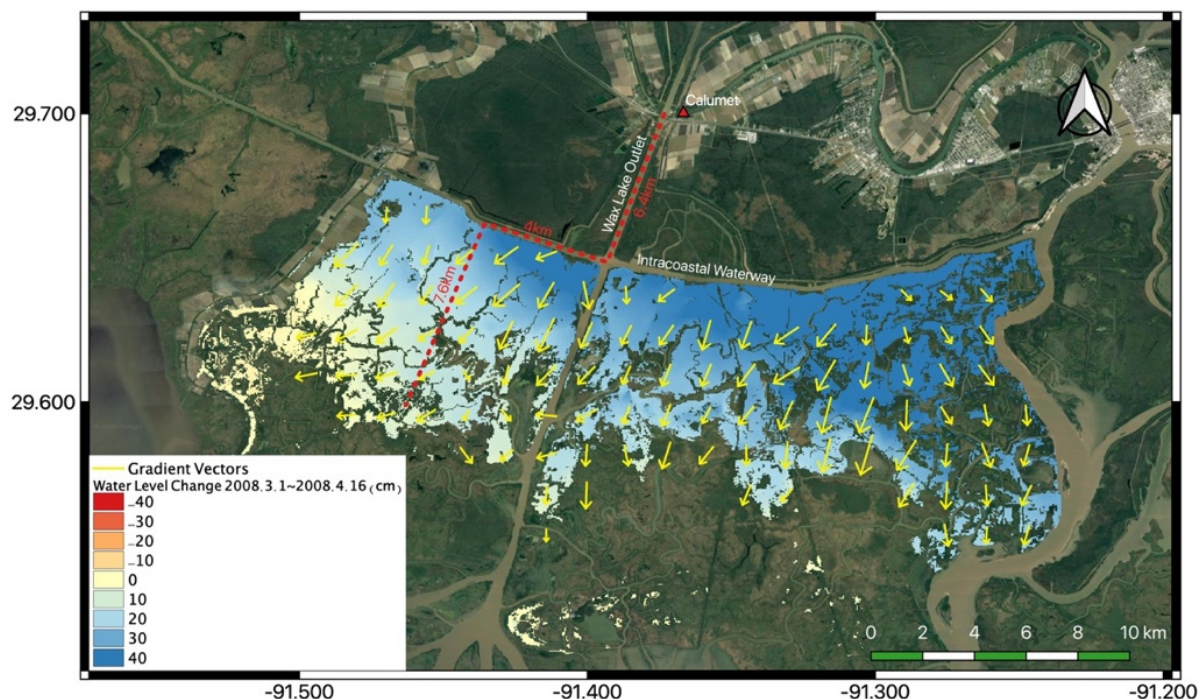 29.700
29.600
Calumet
Wax Lake Outlet
6.4km
4km
7.6km
Intracoastal Waterway
Gradient Vectors
Water Level Change 2008.3.1~2008.4.16 (cm)
-40
-30
-20
-10
0
10
20
30
40
0 2 4 6 8 10 km
-91.500 -91.400 -91.300 -91.200